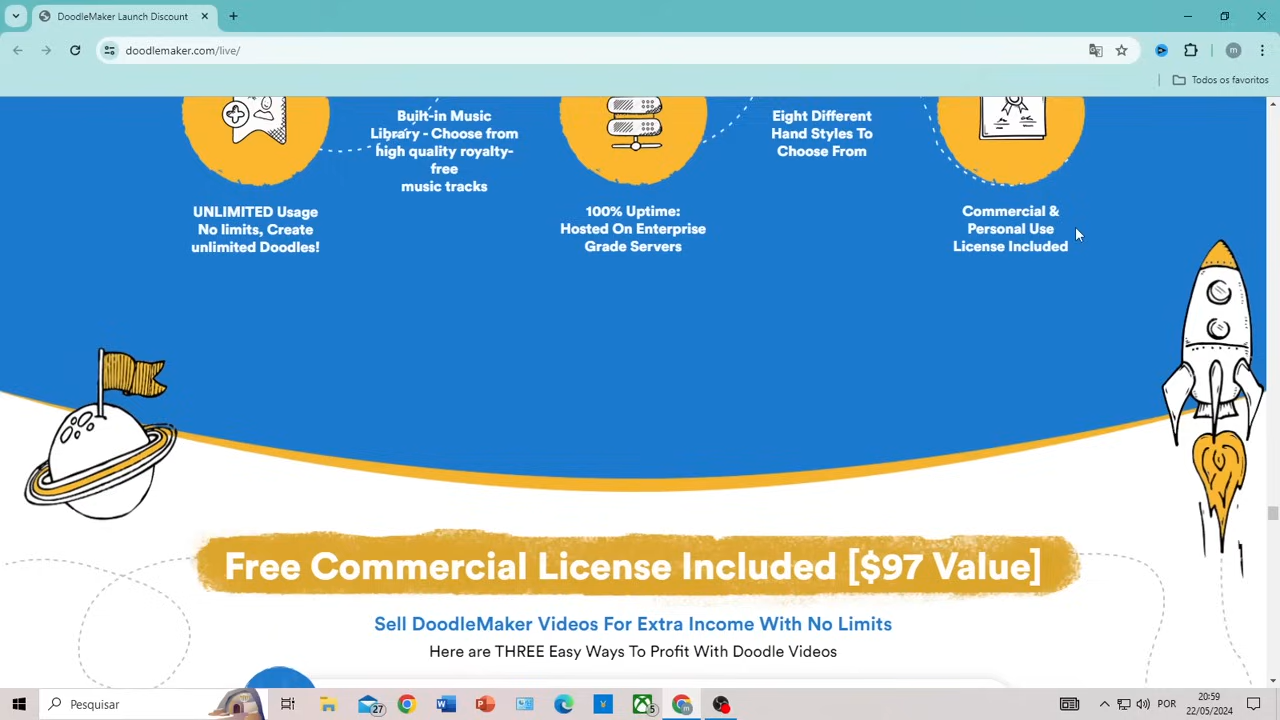 DoodleMaker Launch Discount
doodlemaker.com/live/
m
Todos os favoritos
Built-in Music
Library - Choose from
high quality royalty-
free
music tracks
Eight Different
Hand Styles To
Choose From
UNLIMITED Usage
No limits, Create
unlimited Doodles!
100% Uptime:
Hosted On Enterprise
Grade Servers
Commercial &
Personal Use
License Included
Free Commercial License Included [$97 Value]
Sell DoodleMaker Videos For Extra Income With No Limits
Here are THREE Easy Ways To Profit With Doodle Videos
Pesquisar
27
5
POR
20:59
22/05/2024